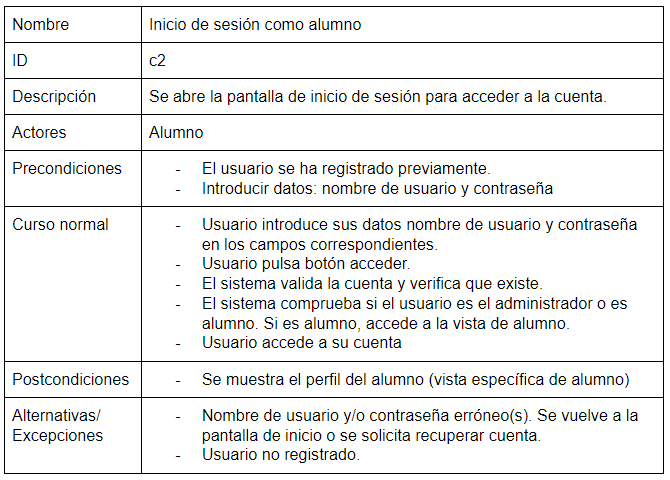 Nombre Inicio de sesión como alumno
ID c2
Descripción Se abre la pantalla de inicio de sesión para acceder a la cuenta.
Actores Alumno
Precondiciones - El usuario se ha registrado previamente.
- Introducir datos: nombre de usuario y contraseña
Curso normal - Usuario introduce sus datos nombre de usuario y contraseña
en los campos correspondientes.
- Usuario pulsa botón acceder.
- El sistema valida la cuenta y verifica que existe.
- El sistema comprueba si el usuario es el administrador o es
alumno. Si es alumno, accede a la vista de alumno.
- Usuario accede a su cuenta
Postcondiciones - Se muestra el perfil del alumno (vista específica de alumno)
Alternativas/ - Nombre de usuario y/o contraseña erróneo(s). Se vuelve a la
Excepciones pantalla de inicio o se solicita recuperar cuenta.
- Usuario no registrado.